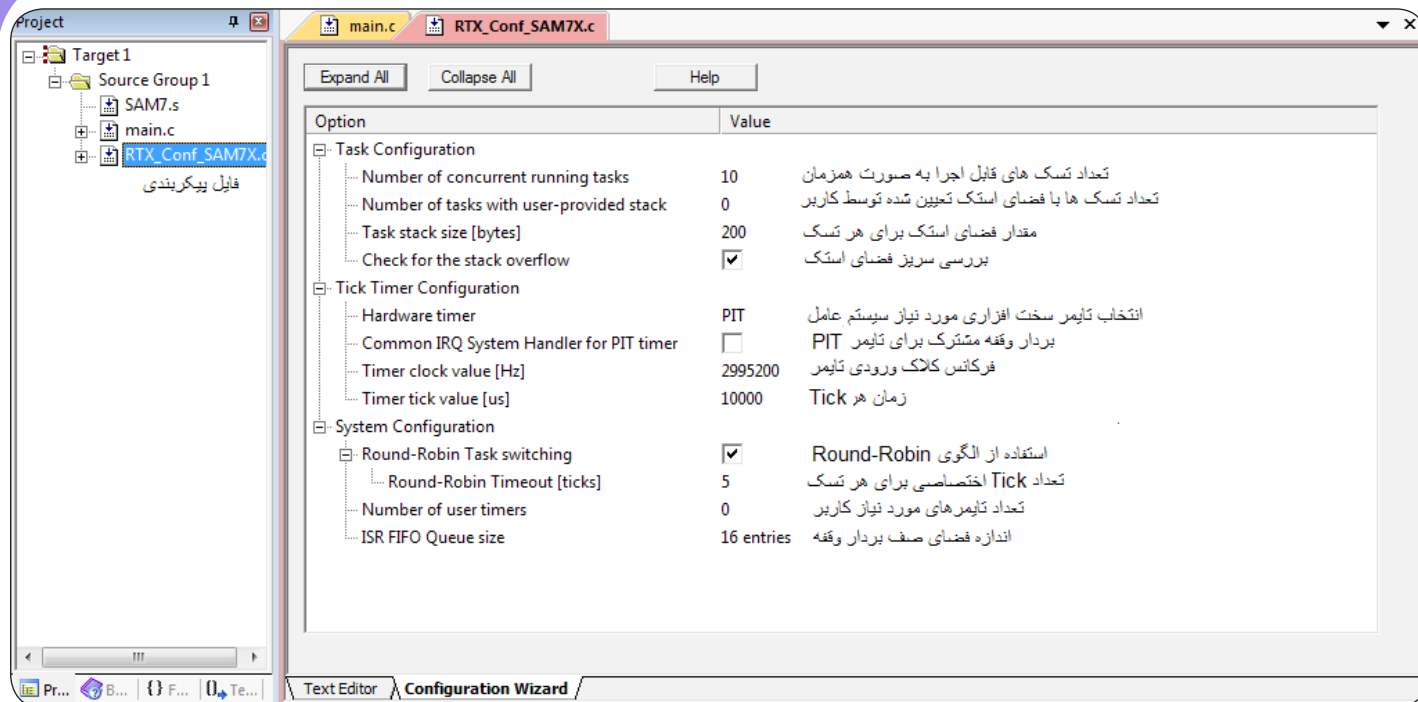 Project
main.c
RTX_Conf_SAM7X.c
Target 1
Source Group 1
SAM7.s
main.c
RTX_Conf_SAM7X.c
فایل پیکربندی
Expand All Collapse All Help
Option Value
Task Configuration
Number of concurrent running tasks 10 تعداد تسک های قابل اجرا به صورت همزمان
Number of tasks with user-provided stack 0 تعداد تسک ها با فضای استک تعیین شده توسط کاربر
Task stack size [bytes] 200 مقدار فضای استک برای هر تسک
Check for the stack overflow بررسی سریز فضای استک
Tick Timer Configuration
Hardware timer PIT انتخاب تایمر سخت افزاری مورد نیاز سیستم عامل
Common IRQ System Handler for PIT timer بردار وقفه مشترک برای تایمر PIT
Timer clock value [Hz] 2995200 فرکانس کلاک ورودی تایمر
Timer tick value [us] 10000 زمان هر Tick
System Configuration
Round-Robin Task switching استفاده از الگوی Round-Robin
Round-Robin Timeout [ticks] 5 تعداد Tick اختصاصی برای هر تسک
Number of user timers 0 تعداد تایمرهای مورد نیاز کاربر
ISR FIFO Queue size 16 entries اندازه فضای صف بردار وقفه
Pr... B... {} F... Te...
Text Editor Configuration Wizard